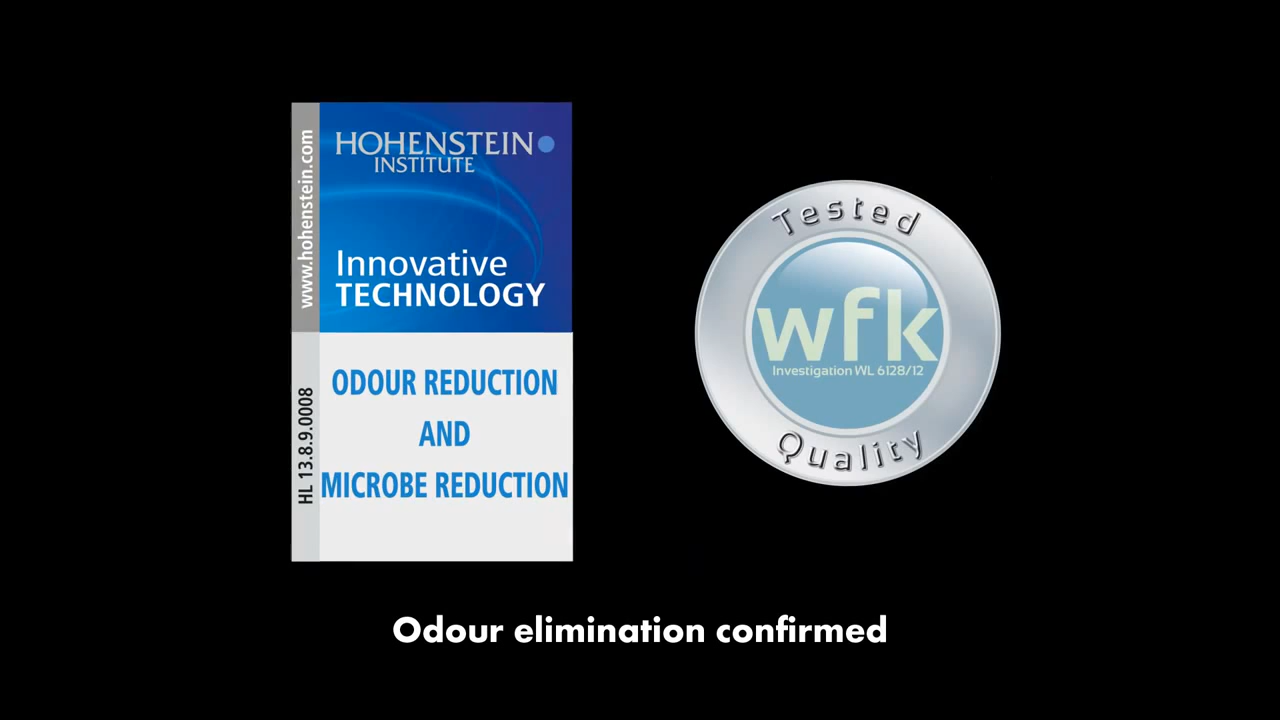 www.hohenstein.com
HOHENSTEIN
INSTITUTE
Innovative
TECHNOLOGY
HL 13.8.9.0008
ODOUR REDUCTION
AND
MICROBE REDUCTION
Tested
wfk
Investigation WL 6128/12
Quality
Odour elimination confirmed